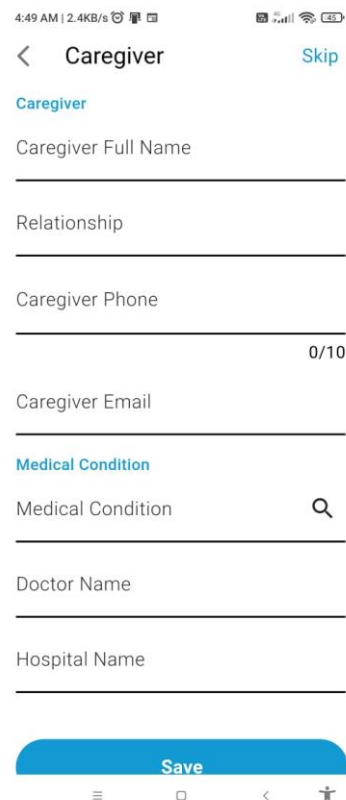 4:49 AM | 2.4KB/s
45
Caregiver
Skip
Caregiver
Caregiver Full Name
Relationship
Caregiver Phone
0/10
Caregiver Email
Medical Condition
Medical Condition
Doctor Name
Hospital Name
Save